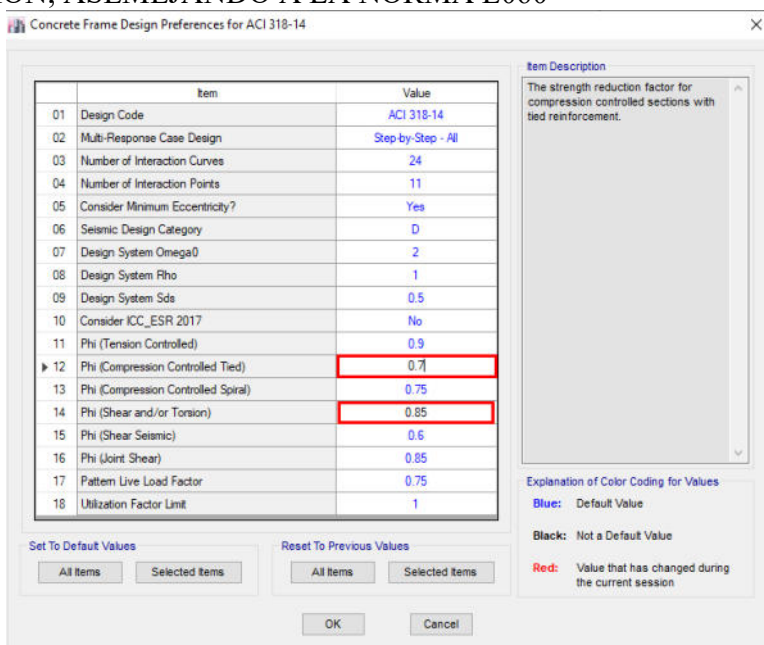 ASEMEJANDO A LA NORMA E060
Concrete Frame Design Preferences for ACI 318-14
Item Value
01 Design Code ACI 318-14
02 Multi-Response Case Design Step-by-Step - All
03 Number of Interaction Curves 24
04 Number of Interaction Points 11
05 Consider Minimum Eccentricity? Yes
06 Seismic Design Category D
07 Design System Omega0 2
08 Design System Rho 1
09 Design System Sds 0.5
10 Consider ICC_ESR 2017 No
11 Phi (Tension Controlled) 0.9
12 Phi (Compression Controlled Tied) 0.7
13 Phi (Compression Controlled Spiral) 0.75
14 Phi (Shear and/or Torsion) 0.85
15 Phi (Shear Seismic) 0.6
16 Phi (Joint Shear) 0.85
17 Pattern Live Load Factor 0.75
18 Utilization Factor Limit 1
Item Description
The strength reduction factor for
compression controlled sections with
tied reinforcement.
Explanation of Color Coding for Values
Blue: Default Value
Black: Not a Default Value
Red: Value that has changed during
the current session
Set To Default Values
All Items Selected Items
Reset To Previous Values
All Items Selected Items
OK Cancel